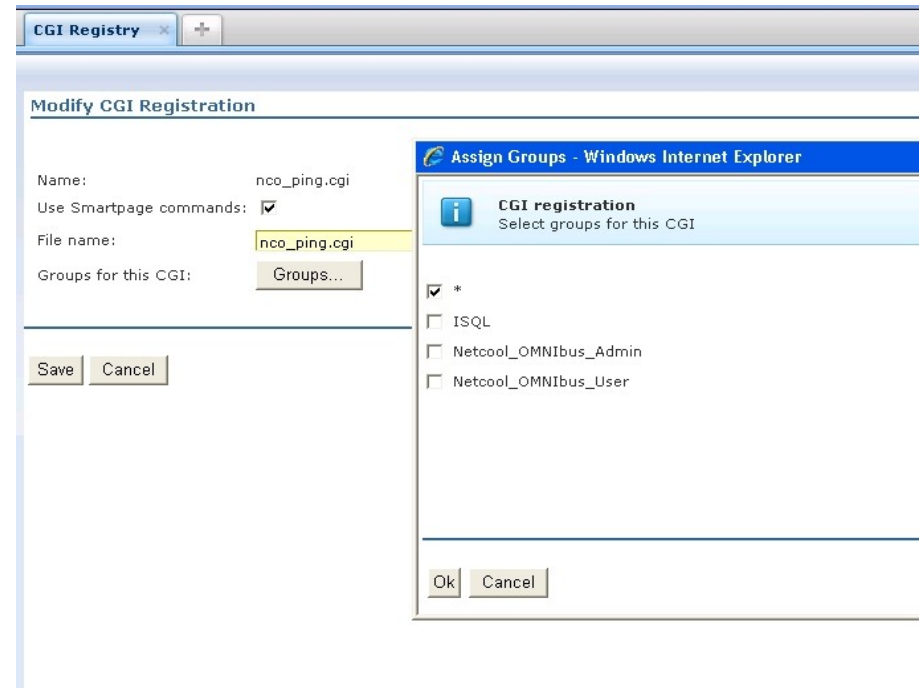 CGI Registry
Modify CGI Registration
Name: nco_ping.cgi
Use Smartpage commands:
File name: nco_ping.cgi
Groups for this CGI: Groups...
Save Cancel
Assign Groups - Windows Internet Explorer
CGI registration
Select groups for this CGI
*
ISQL
Netcool_OMNIbus_Admin
Netcool_OMNIbus_User
Ok Cancel